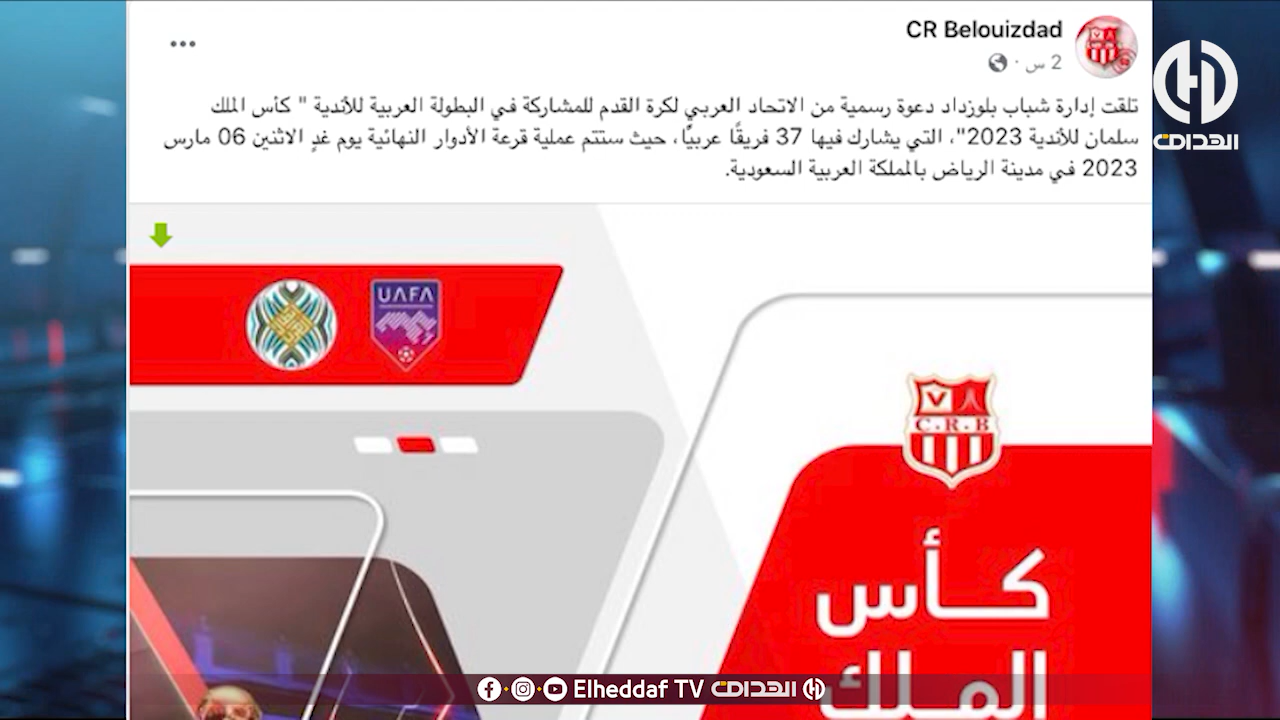 CR Belouizdad
2 س ·
تلقت إدارة شباب بلوزداد دعوة رسمية من الاتحاد العربي لكرة القدم للمشاركة في البطولة العربية للأندية " كأس الملك
سلمان للأندية 2023"، التي يشارك فيها 37 فريقًا عربيًّا، حيث ستتم عملية قرعة الأدوار النهائية يوم غدٍ الاثنين 06 مارس
2023 في مدينة الرياض بالمملكة العربية السعودية.
الهداف
UAFA
C.R.B
كـــأس
الملك
Elheddaf TV الهداف